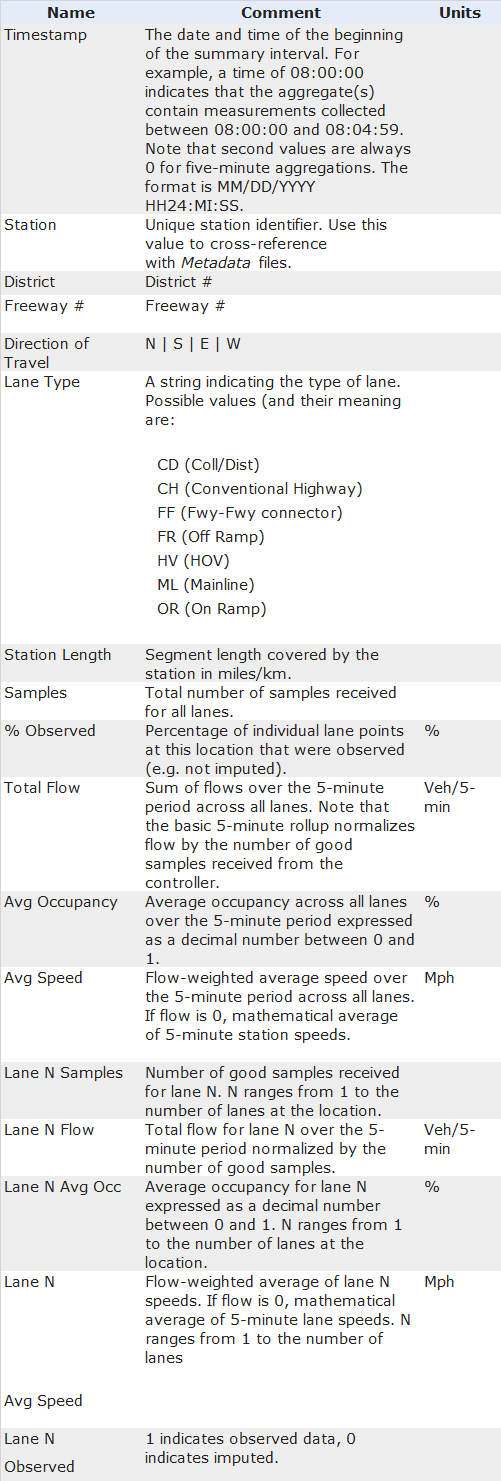 Name Comment Units
Timestamp The date and time of the beginning
of the summary interval. For
example, a time of 08:00:00
indicates that the aggregate(s)
contain measurements collected
between 08:00:00 and 08:04:59.
Note that second values are always
0 for five-minute aggregations. The
format is MM/DD/YYYY
HH24:MI:SS.
Station Unique station identifier. Use this
value to cross-reference
with Metadata files.
District District #
Freeway # Freeway #
Direction of N | S | E | W
Travel
Lane Type A string indicating the type of lane.
Possible values (and their meaning
are:
CD (Coll/Dist)
CH (Conventional Highway)
FF (Fwy-Fwy connector)
FR (Off Ramp)
HV (HOV)
ML (Mainline)
OR (On Ramp)
Station Length Segment length covered by the
station in miles/km.
Samples Total number of samples received
for all lanes.
% Observed Percentage of individual lane points %
at this location that were observed
(e.g. not imputed).
Total Flow Sum of flows over the 5-minute Veh/5-
period across all lanes. Note that min
the basic 5-minute rollup normalizes
flow by the number of good
samples received from the
controller.
Avg Occupancy Average occupancy across all lanes %
over the 5-minute period expressed
as a decimal number between 0 and
1.
Avg Speed Flow-weighted average speed over Mph
the 5-minute period across all lanes.
If flow is 0, mathematical average
of 5-minute station speeds.
Lane N Samples Number of good samples received
for lane N. N ranges from 1 to the
number of lanes at the location.
Lane N Flow Total flow for lane N over the 5- Veh/5-
minute period normalized by the min
number of good samples.
Lane N Avg Occ Average occupancy for lane N %
expressed as a decimal number
between 0 and 1. N ranges from 1
to the number of lanes at the
location.
Lane N Flow-weighted average of lane N Mph
speeds. If flow is 0, mathematical
average of 5-minute lane speeds. N
ranges from 1 to the number of
lanes
Avg Speed
Lane N 1 indicates observed data, 0
Observed indicates imputed.